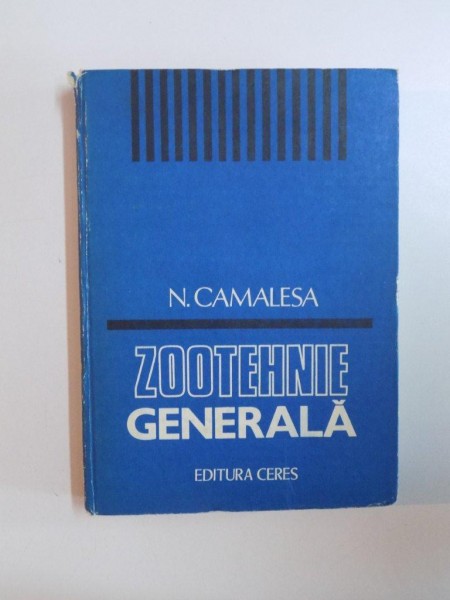 N. CAMALESA
ZOOTEHNIE
GENERALĂ
EDITURA CERES